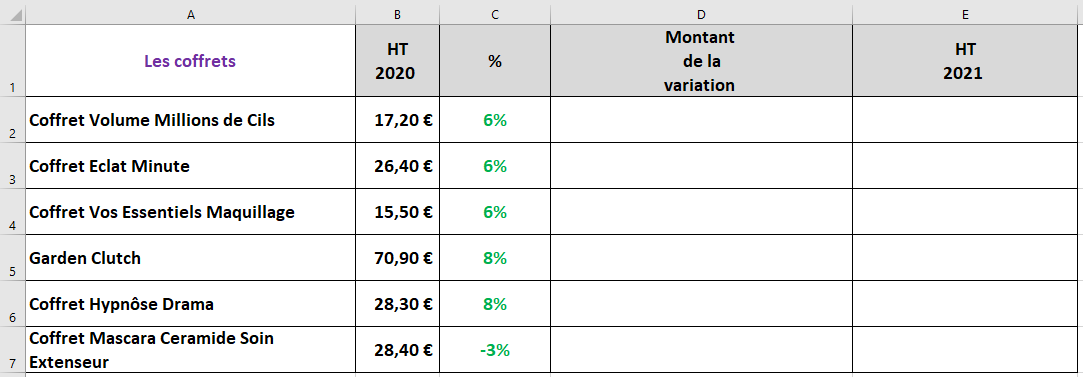 A B C D E
1 Les coffrets HT 2020 % Montant de la variation HT 2021
2 Coffret Volume Millions de Cils 17,20 € 6%
3 Coffret Eclat Minute 26,40 € 6%
4 Coffret Vos Essentiels Maquillage 15,50 € 6%
5 Garden Clutch 70,90 € 8%
6 Coffret Hypnôse Drama 28,30 € 8%
7 Coffret Mascara Ceramide Soin Extenseur 28,40 € -3%